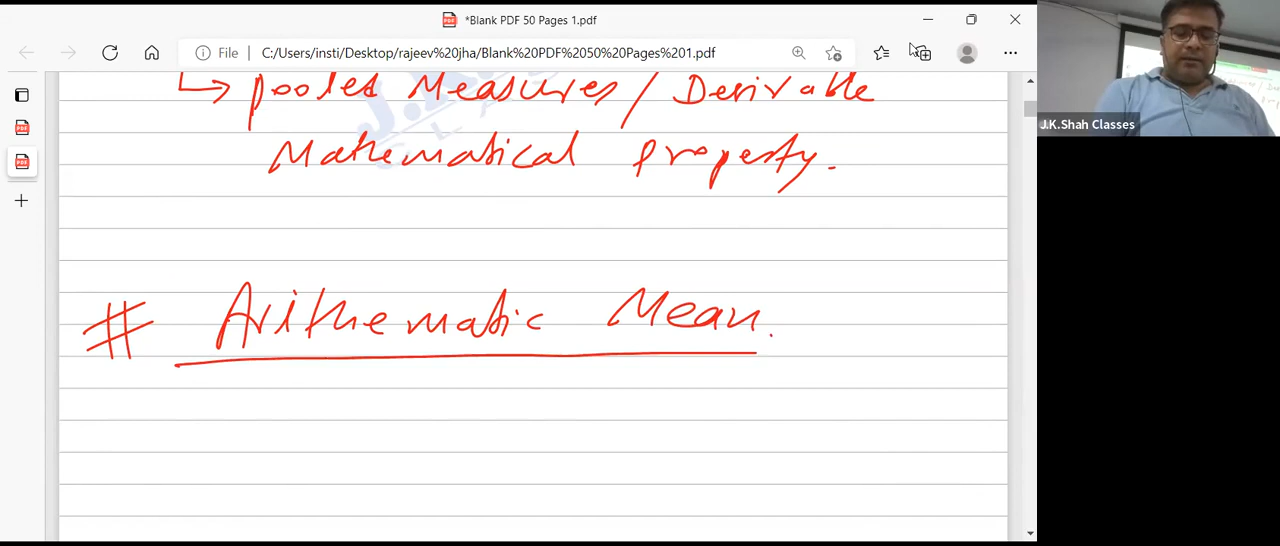 *Blank PDF 50 Pages 1.pdf
File C:/Users/insti/Desktop/rajeev%20jha/Blank%20PDF%2050%20Pages%201.pdf
J.K.Shah Classes
↳ Pooled Measures / Derivable
Mathematical Property.
# Arithematic Mean.